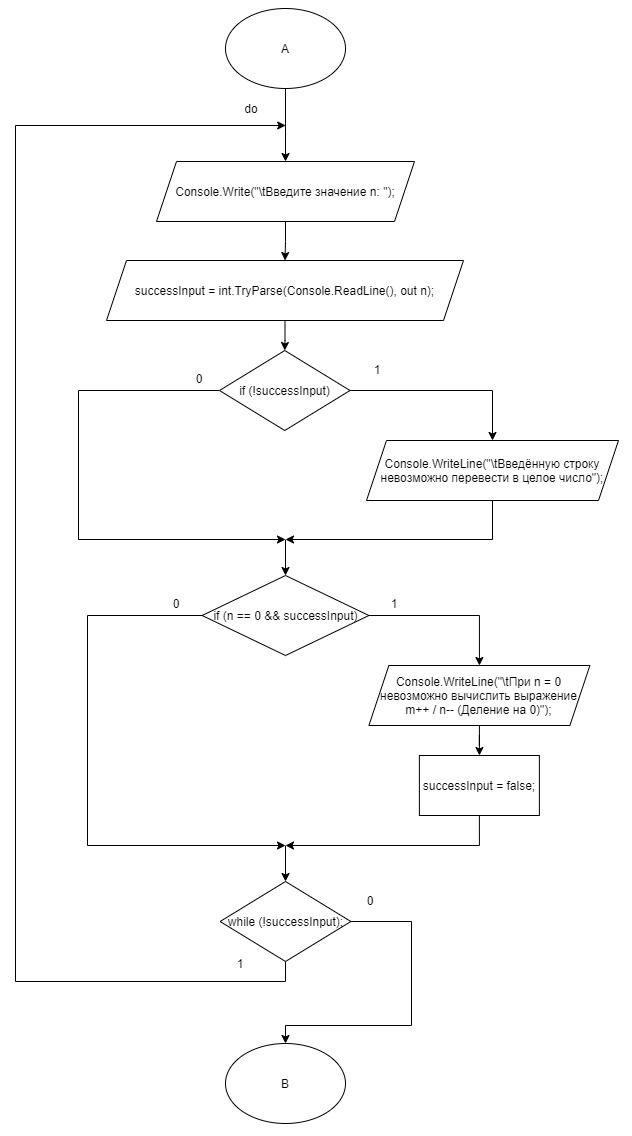 A
do
Console.Write("\tВведите значение n: ");
successInput = int.TryParse(Console.ReadLine(), out n);
0
if (!successInput)
1
Console.WriteLine("\tВведённую строку
невозможно перевести в целое число");
0
if (n == 0 && successInput)
1
Console.WriteLine("\tПри n = 0
невозможно вычислить выражение
m++ / n-- (Деление на 0)");
successInput = false;
while (!successInput);
0
1
B